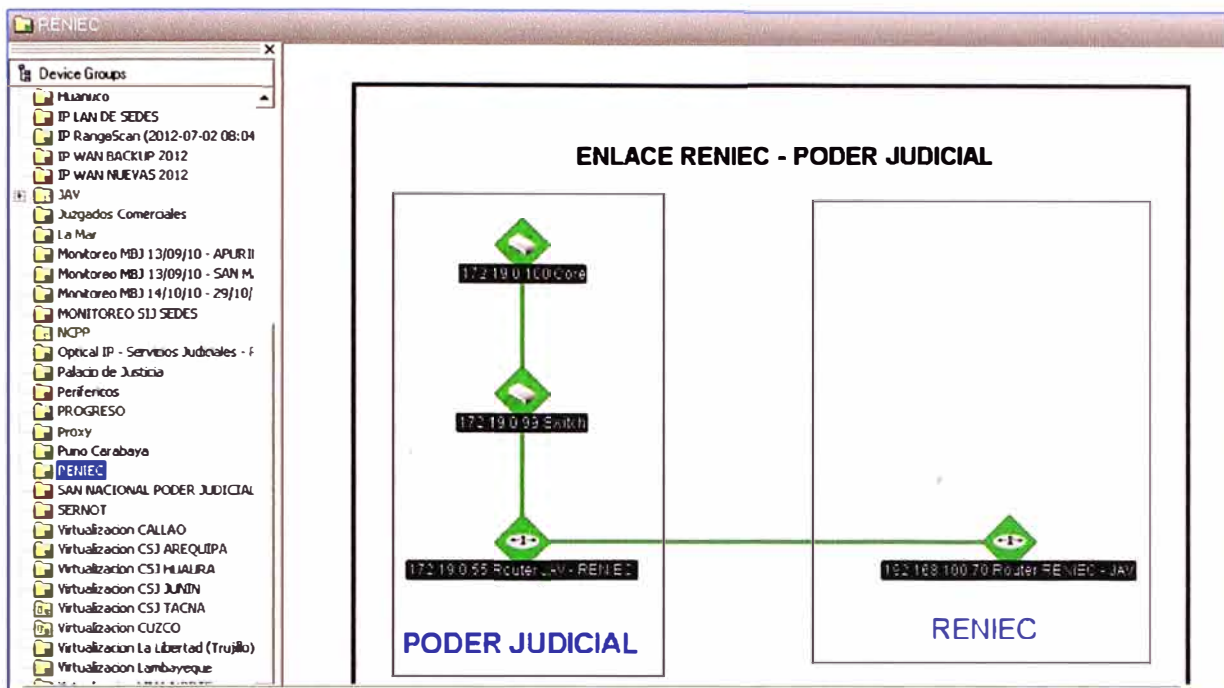 RENIEC
Device Groups
Huanuco
IP LAN DE SEDES
IP RangeScan (2012-07-02 08:04
IP WAN BACKUP 2012
IP WAN NUEVAS 2012
JAV
Juzgados Comerciales
La Mar
Monitoreo MBJ 13/09/10 - APURI
Monitoreo MBJ 13/09/10 - SAN M
Monitoreo MBJ 14/10/10 - 29/10/
MONITOREO SIJ SEDES
NCPP
Optical IP - Servicios Judiciales -
Palacio de Justicia
Perifericos
PROGRESO
Proxy
Puno Carabaya
RENIEC
SAN NACIONAL PODER JUDICIAL
SERNOT
Virtualizacion CALLAO
Virtualizacion CSJ AREQUIPA
Virtualizacion CSJ HUAURA
Virtualizacion CSJ JUNIN
Virtualizacion CSJ TACNA
Virtualizacion CUZCO
Virtualizacion La Libertad (Trujillo)
Virtualizacion Lambayeque
ENLACE RENIEC - PODER JUDICIAL
172.19.0.100 Core
172.19.0.99 Switch
172.19.0.55 Router JAV - RENIEC
192.168.100.70 Router RENIEC - JAV
PODER JUDICIAL
RENIEC